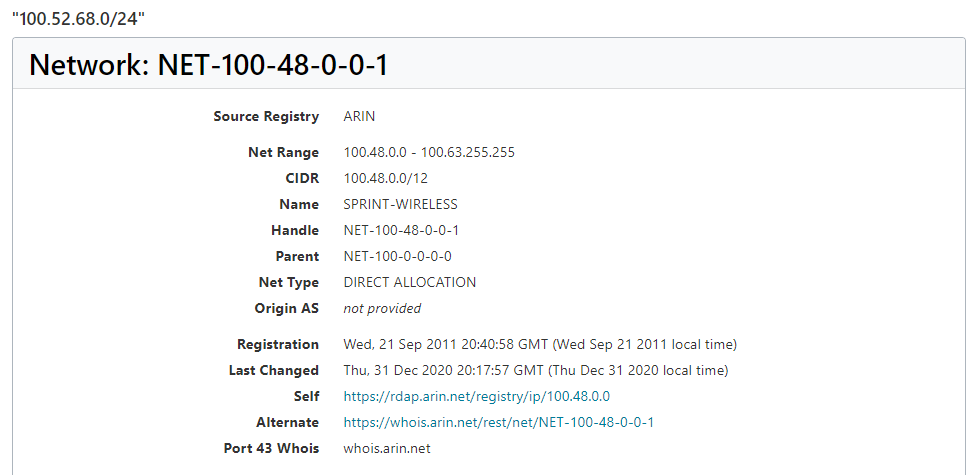 "100.52.68.0/24"
Network: NET-100-48-0-0-1
Source Registry ARIN
Net Range 100.48.0.0 - 100.63.255.255
CIDR 100.48.0.0/12
Name SPRINT-WIRELESS
Handle NET-100-48-0-0-1
Parent NET-100-0-0-0-0
Net Type DIRECT ALLOCATION
Origin AS not provided
Registration Wed, 21 Sep 2011 20:40:58 GMT (Wed Sep 21 2011 local time)
Last Changed Thu, 31 Dec 2020 20:17:57 GMT (Thu Dec 31 2020 local time)
Self https://rdap.arin.net/registry/ip/100.48.0.0
Alternate https://whois.arin.net/rest/net/NET-100-48-0-0-1
Port 43 Whois whois.arin.net